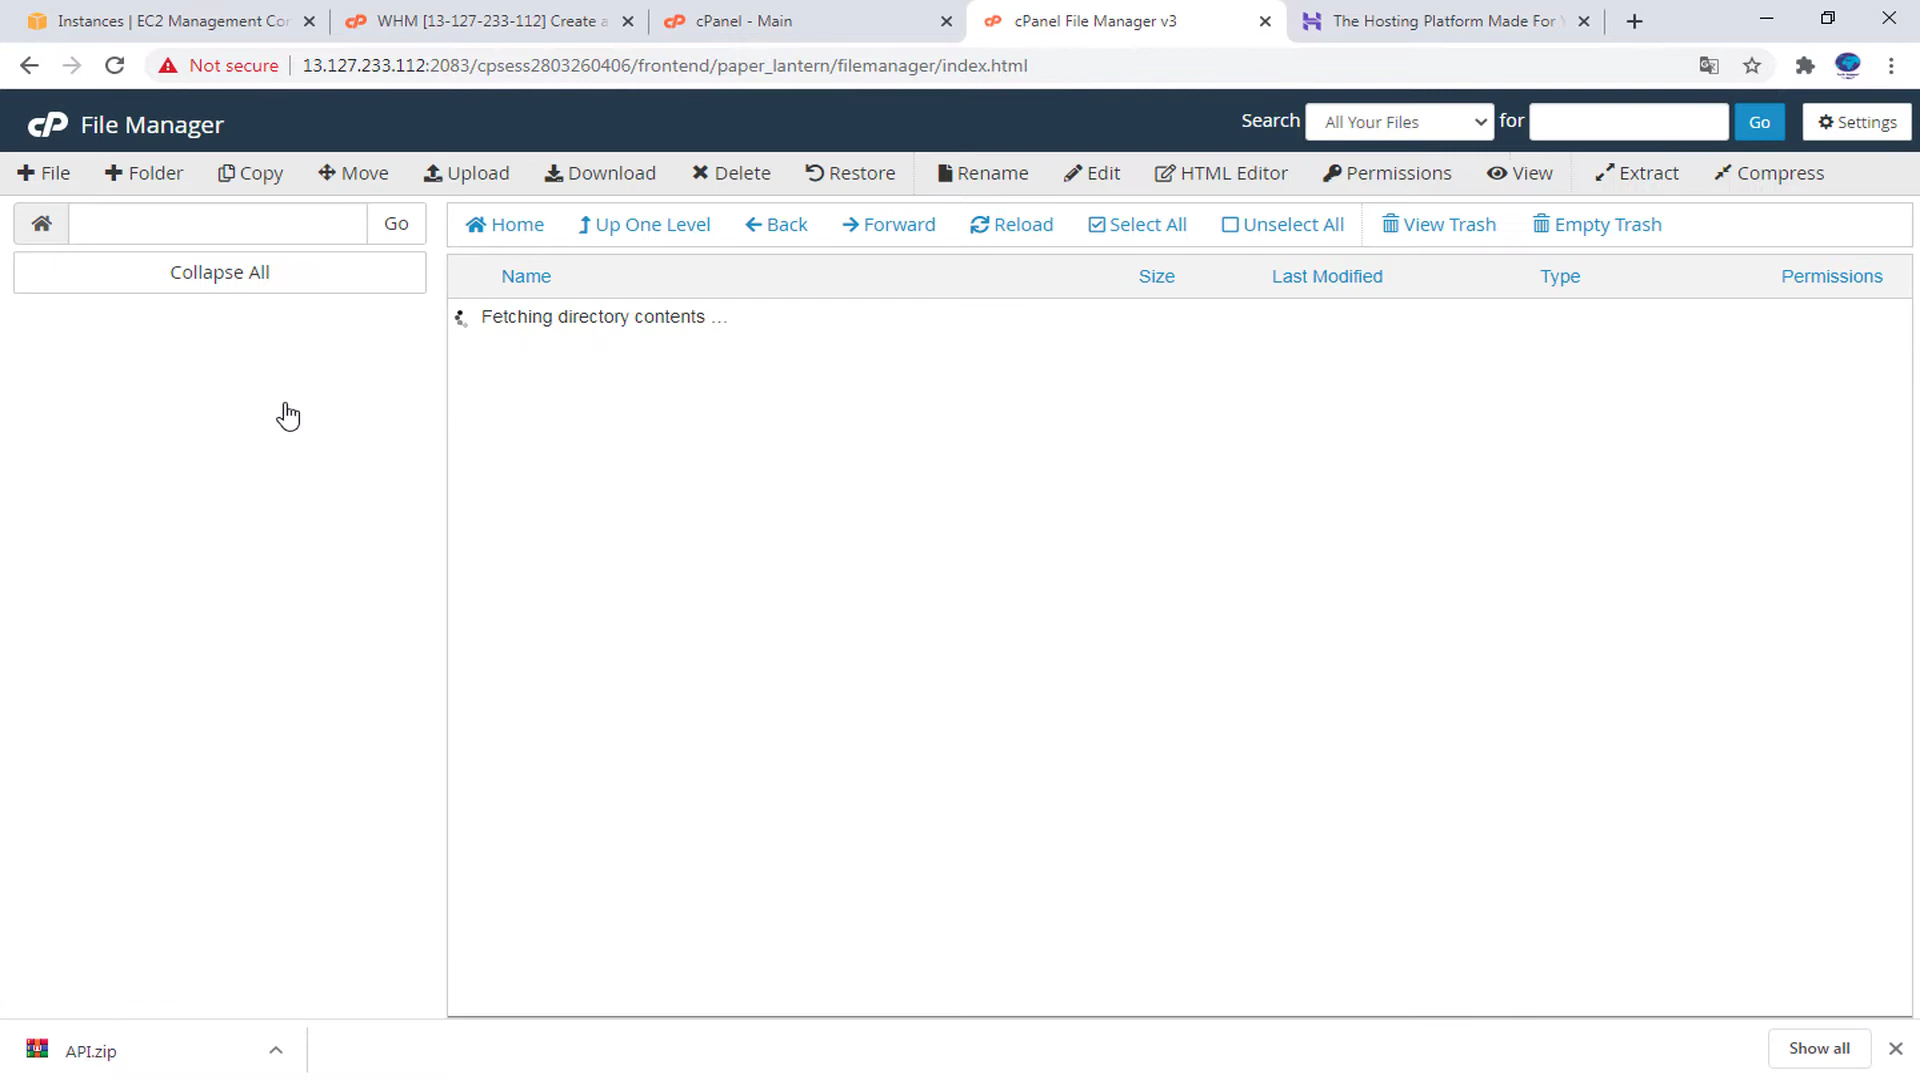 Instances | EC2 Management Con
WHM [13-127-233-112] Create a
cPanel - Main
cPanel File Manager v3
The Hosting Platform Made For Y
Not secure
13.127.233.112:2083/cpsess2803260406/frontend/paper_lantern/filemanager/index.html
cP File Manager
Search
All Your Files
for
Go
Settings
File
Folder
Copy
Move
Upload
Download
Delete
Restore
Rename
Edit
HTML Editor
Permissions
View
Extract
Compress
Go
Home
Up One Level
Back
Forward
Reload
Select All
Unselect All
View Trash
Empty Trash
Collapse All
Name
Size
Last Modified
Type
Permissions
Fetching directory contents ...
API.zip
Show all